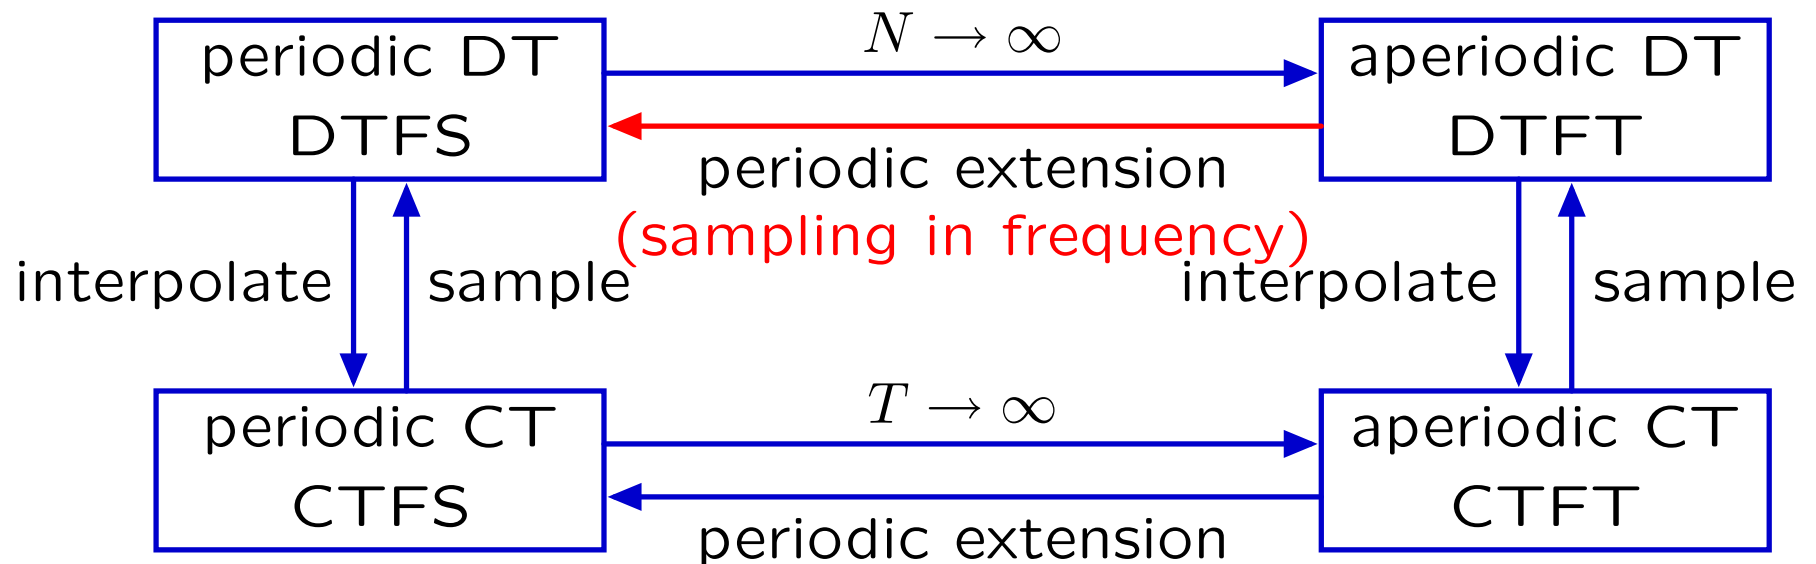 periodic DT
DTFS
N → ∞
aperiodic DT
DTFT
periodic extension
(sampling in frequency)
interpolate
sample
interpolate
sample
periodic CT
CTFS
T → ∞
aperiodic CT
CTFT
periodic extension